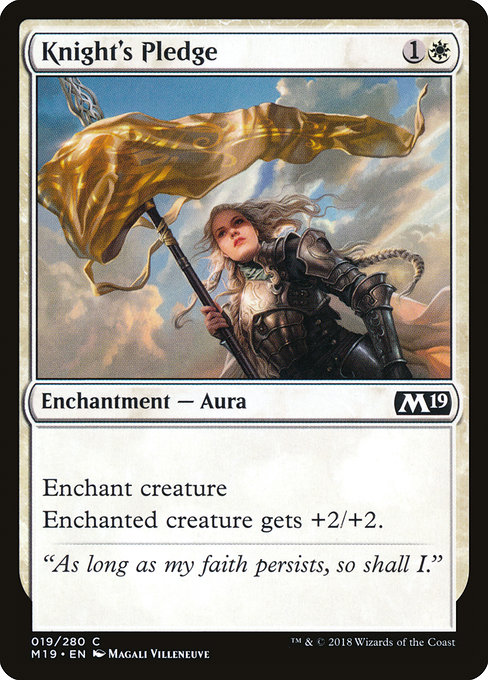 Knight's Pledge 1
Enchantment — Aura
M19
Enchant creature
Enchanted creature gets +2/+2.
“As long as my faith persists, so shall I.”
019/280 C
™ & © 2018 Wizards of the Coast
M19 • EN Magali Villeneuve